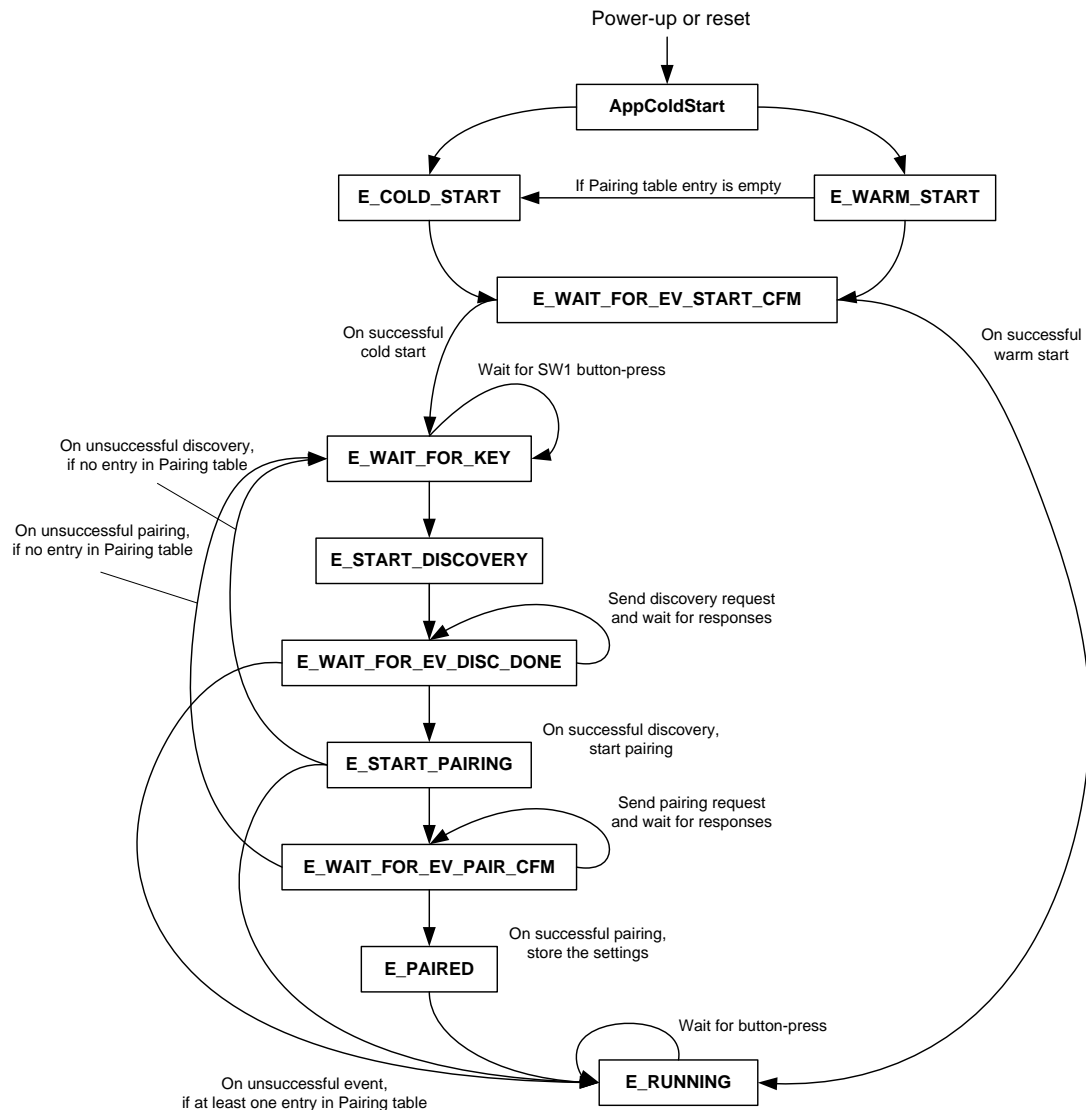 Power-up or reset
AppColdStart
E_COLD_START
If Pairing table entry is empty
E_WARM_START
E_WAIT_FOR_EV_START_CFM
On successful
cold start
On successful
warm start
Wait for SW1 button-press
On unsuccessful discovery,
if no entry in Pairing table
E_WAIT_FOR_KEY
On unsuccessful pairing,
if no entry in Pairing table
E_START_DISCOVERY
Send discovery request
and wait for responses
E_WAIT_FOR_EV_DISC_DONE
On successful discovery,
start pairing
E_START_PAIRING
Send pairing request
and wait for responses
E_WAIT_FOR_EV_PAIR_CFM
On successful pairing,
store the settings
E_PAIRED
Wait for button-press
E_RUNNING
On unsuccessful event,
if at least one entry in Pairing table